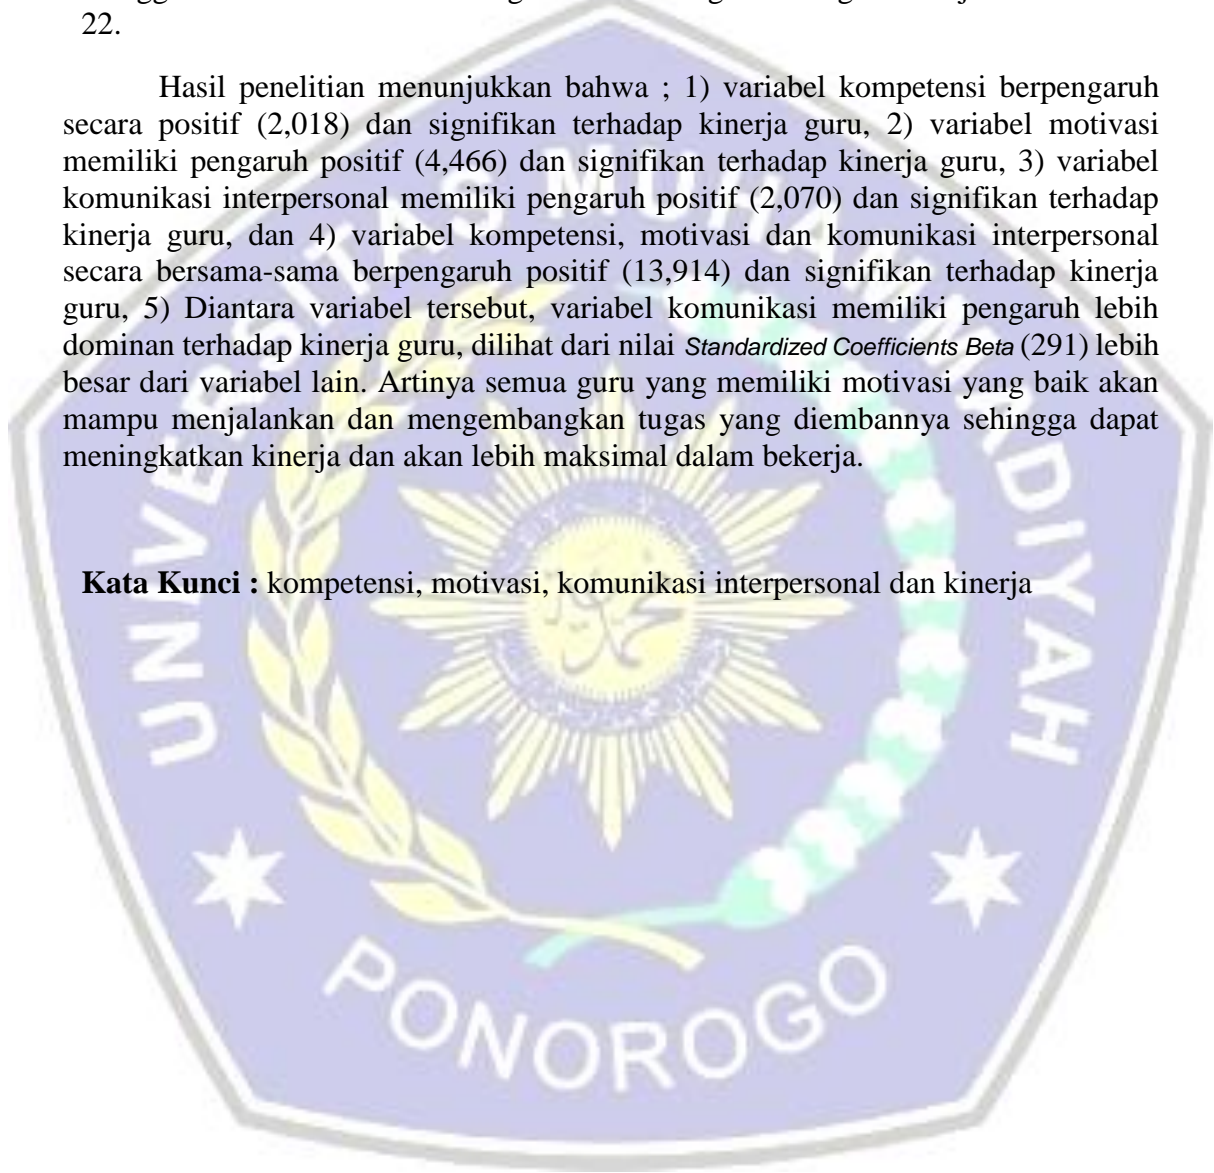 22.
Hasil penelitian menunjukkan bahwa ; 1) variabel kompetensi berpengaruh
secara positif (2,018) dan signifikan terhadap kinerja guru, 2) variabel motivasi
memiliki pengaruh positif (4,466) dan signifikan terhadap kinerja guru, 3) variabel
komunikasi interpersonal memiliki pengaruh positif (2,070) dan signifikan terhadap
kinerja guru, dan 4) variabel kompetensi, motivasi dan komunikasi interpersonal
secara bersama-sama berpengaruh positif (13,914) dan signifikan terhadap kinerja
guru, 5) Diantara variabel tersebut, variabel komunikasi memiliki pengaruh lebih
dominan terhadap kinerja guru, dilihat dari nilai Standardized Coefficients Beta (291) lebih
besar dari variabel lain. Artinya semua guru yang memiliki motivasi yang baik akan
mampu menjalankan dan mengembangkan tugas yang diembannya sehingga dapat
meningkatkan kinerja dan akan lebih maksimal dalam bekerja.
Kata Kunci : kompetensi, motivasi, komunikasi interpersonal dan kinerja
UNIVERSITAS MUHAMMADIYAH
PONOROGO